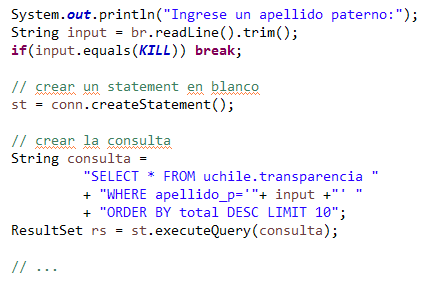 System.out.println("Ingrese un apellido paterno:");
String input = br.readLine().trim();
if(input.equals(KILL)) break;
// crear un statement en blanco
st = conn.createStatement();
// crear la consulta
String consulta =
"SELECT * FROM uchile.transparencia "
+ "WHERE apellido_p='"+ input +"' "
+ "ORDER BY total DESC LIMIT 10";
ResultSet rs = st.executeQuery(consulta);
// ...